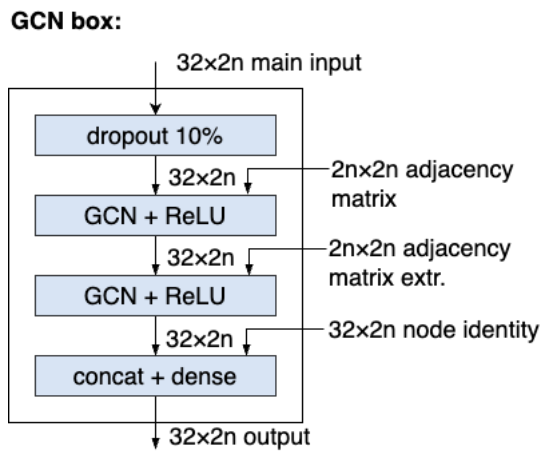 GCN box:
32×2n main input
dropout 10%
32×2n
2n×2n adjacency
matrix
GCN + ReLU
32×2n
2n×2n adjacency
matrix extr.
GCN + ReLU
32×2n
32×2n node identity
concat + dense
32×2n output